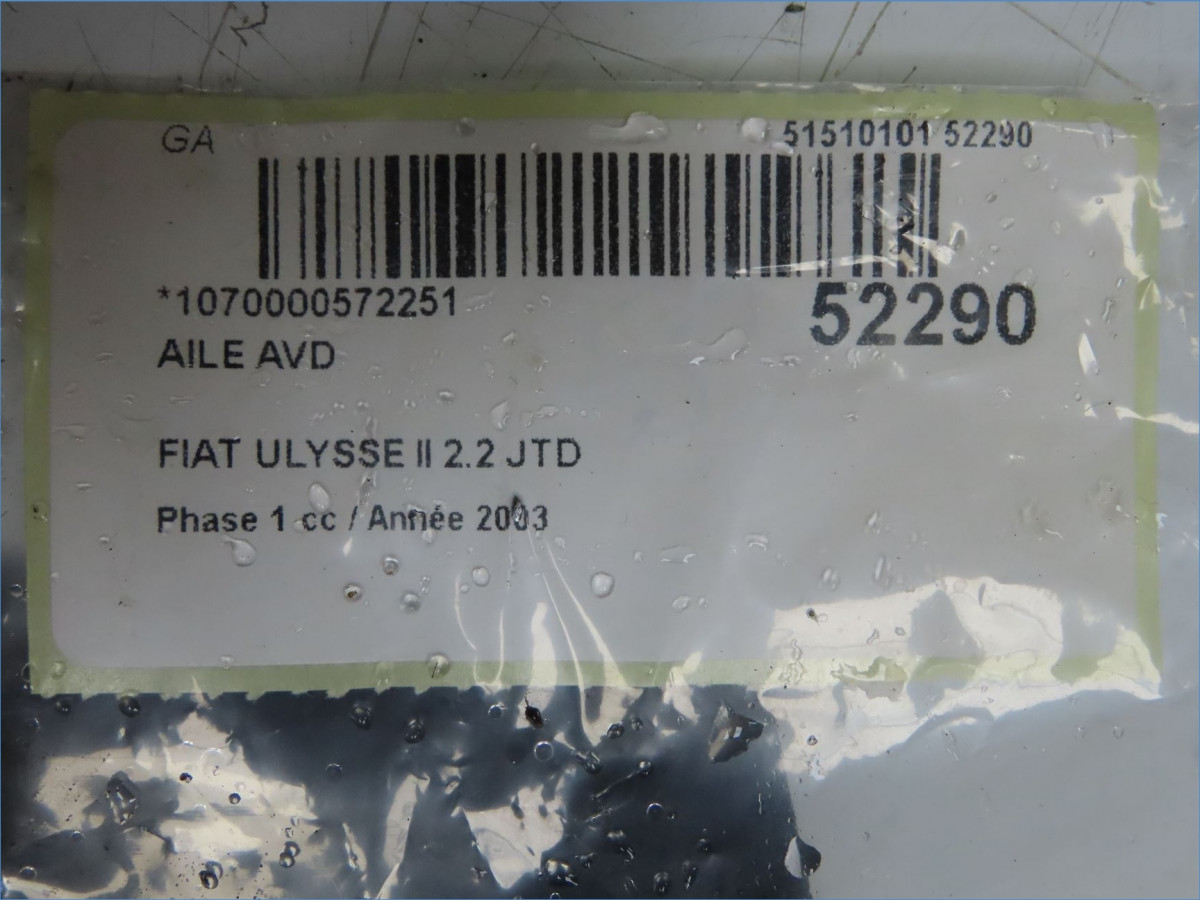 GA 51510101 52290
*1070000572251 52290
AILE AVD
FIAT ULYSSE II 2.2 JTD
Phase 1 cc / Année 2003